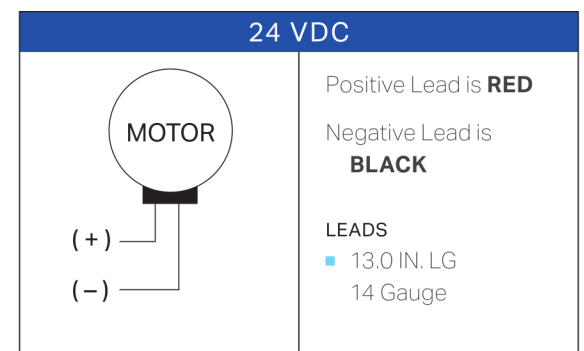 24 VDC
MOTOR
(+)
(–)
Positive Lead is RED
Negative Lead is
BLACK
LEADS
13.0 IN. LG
14 Gauge